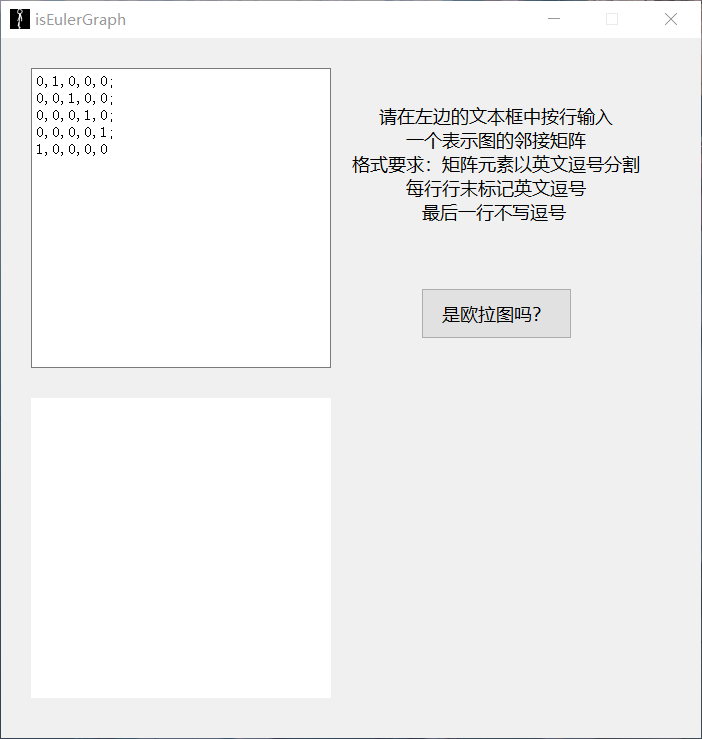 isEulerGraph
0,1,0,0,0;
0,0,1,0,0;
0,0,0,1,0;
0,0,0,0,1;
1,0,0,0,0
请在左边的文本框中按行输入
一个表示图的邻接矩阵
格式要求：矩阵元素以英文逗号分割
每行行末标记英文逗号
最后一行不写逗号
是欧拉图吗?